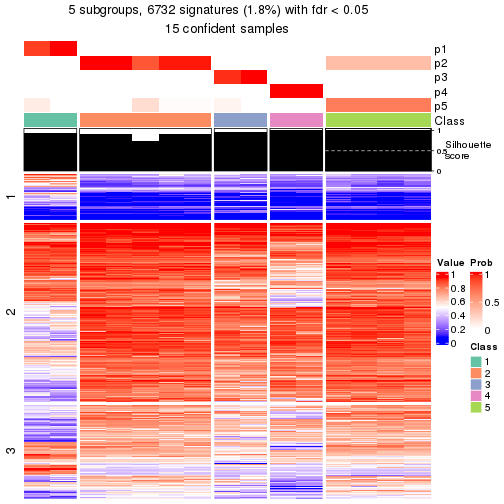 5 subgroups, 6732 signatures (1.8%) with fdr < 0.05
15 confident samples
p1
p2
p3
p4
p5
Class
1
0.5
0
Silhouette
score
1
2
3
Value
1
0.8
0.6
0.4
0.2
0
Prob
1
0.5
0
Class
1
2
3
4
5